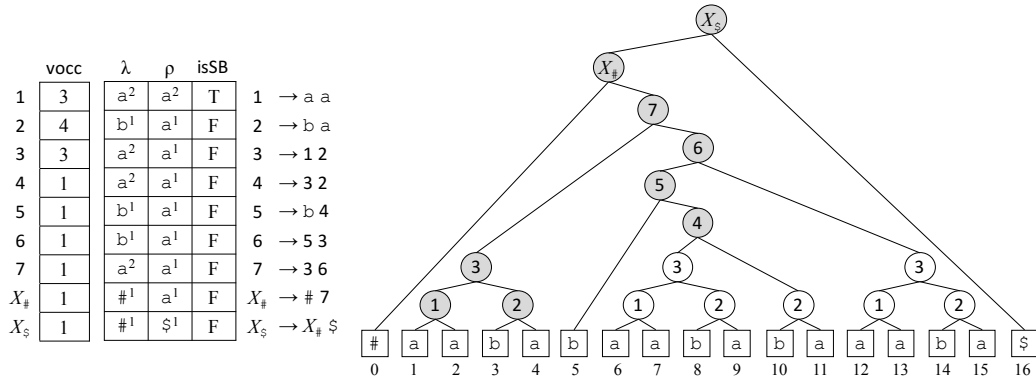 vocc λ ρ isSB
1 3 a² a² T 1 → a a
2 4 b¹ a¹ F 2 → b a
3 3 a² a¹ F 3 → 1 2
4 1 a² a¹ F 4 → 3 2
5 1 b¹ a¹ F 5 → b 4
6 1 b¹ a¹ F 6 → 5 3
7 1 a² a¹ F 7 → 3 6
X# 1 #¹ a¹ F X# → # 7
X$ 1 #¹ $¹ F X$ → X# $
X$
X#
7
6
5
4
3 3 3
1 2 1 2 2 1 2
# a a b a b a a b a b a a a b a $
0 1 2 3 4 5 6 7 8 9 10 11 12 13 14 15 16